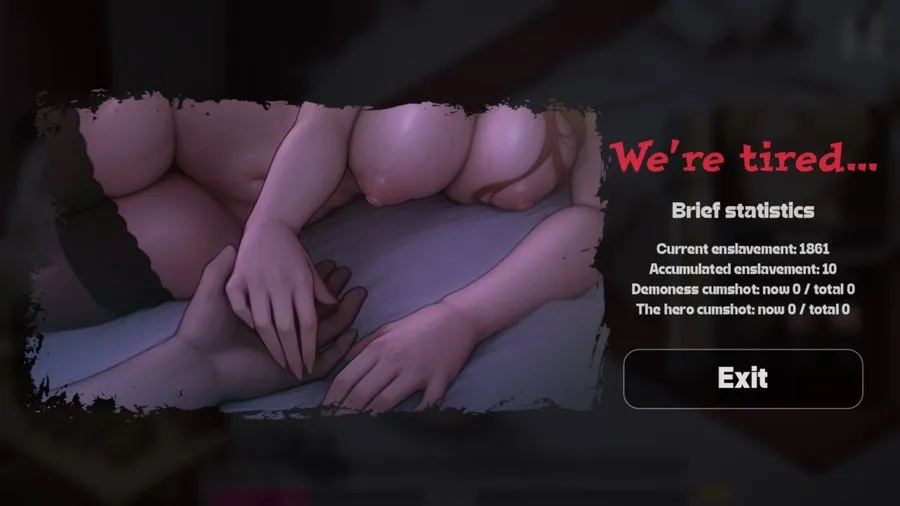 We're tired...
Brief statistics
Current enslavement: 1861
Accumulated enslavement: 10
Demoness cumshot: now 0 / total 0
The hero cumshot: now 0 / total 0
Exit